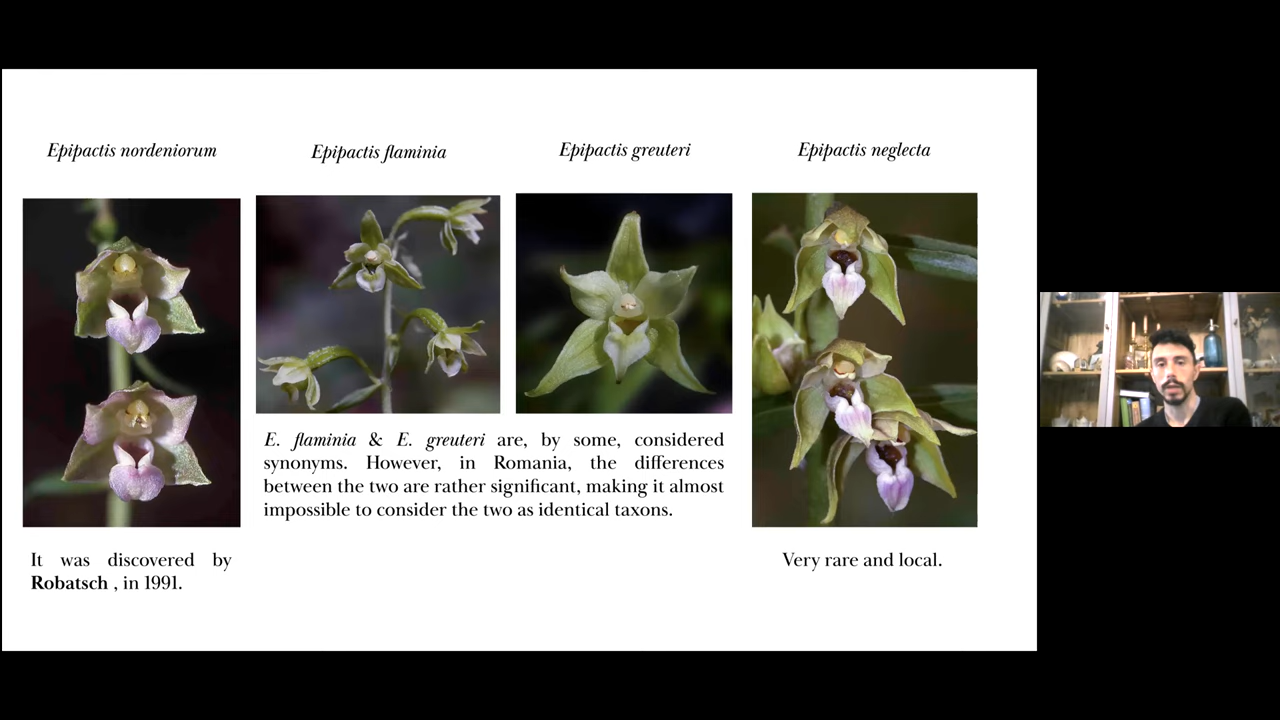 Epipactis nordeniorum
Epipactis flaminia
Epipactis greuteri
Epipactis neglecta
E. flaminia & E. greuteri are, by some, considered
synonyms. However, in Romania, the differences
between the two are rather significant, making it almost
impossible to consider the two as identical taxons.
It was discovered by
Robatsch , in 1991.
Very rare and local.